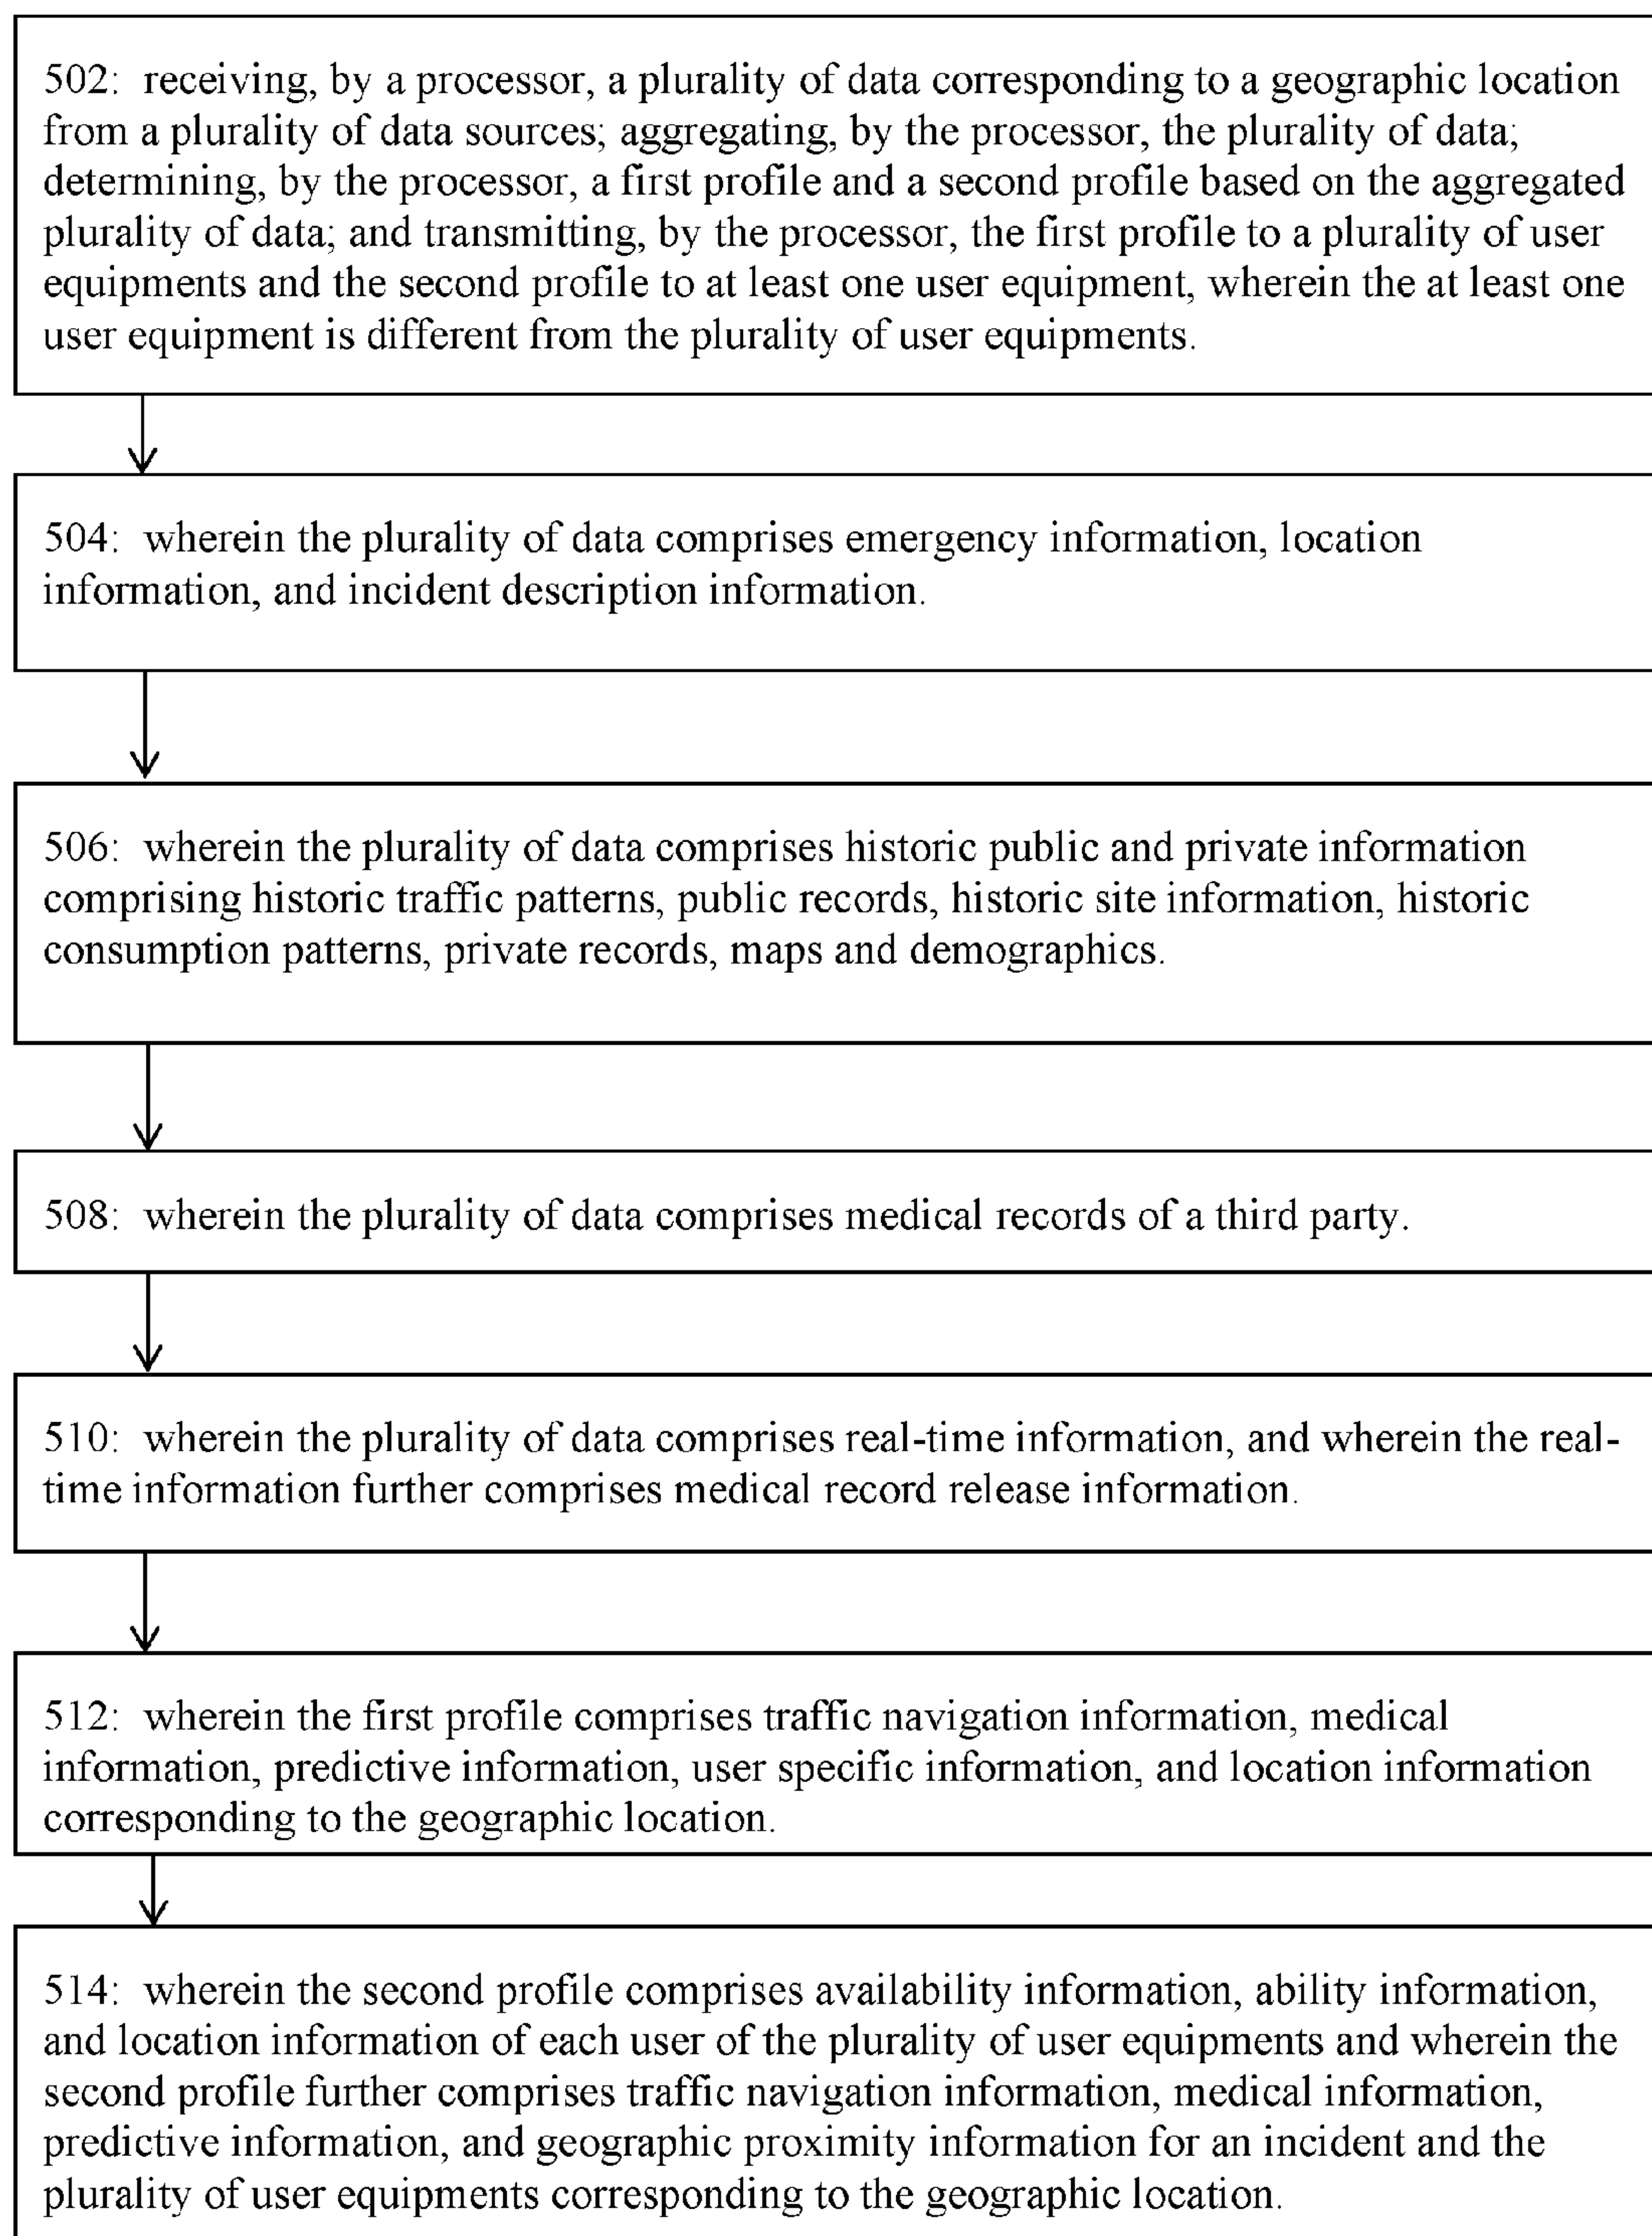 502: receiving, by a processor, a plurality of data corresponding to a geographic location
from a plurality of data sources; aggregating, by the processor, the plurality of data;
determining, by the processor, a first profile and a second profile based on the aggregated
plurality of data; and transmitting, by the processor, the first profile to a plurality of user
equipments and the second profile to at least one user equipment, wherein the at least one
user equipment is different from the plurality of user equipments.
504: wherein the plurality of data comprises emergency information, location
information, and incident description information.
506: wherein the plurality of data comprises historic public and private information
comprising historic traffic patterns, public records, historic site information, historic
consumption patterns, private records, maps and demographics.
508: wherein the plurality of data comprises medical records of a third party.
510: wherein the plurality of data comprises real-time information, and wherein the real-
time information further comprises medical record release information.
512: wherein the first profile comprises traffic navigation information, medical
information, predictive information, user specific information, and location information
corresponding to the geographic location.
514: wherein the second profile comprises availability information, ability information,
and location information of each user of the plurality of user equipments and wherein the
second profile further comprises traffic navigation information, medical information,
predictive information, and geographic proximity information for an incident and the
plurality of user equipments corresponding to the geographic location.